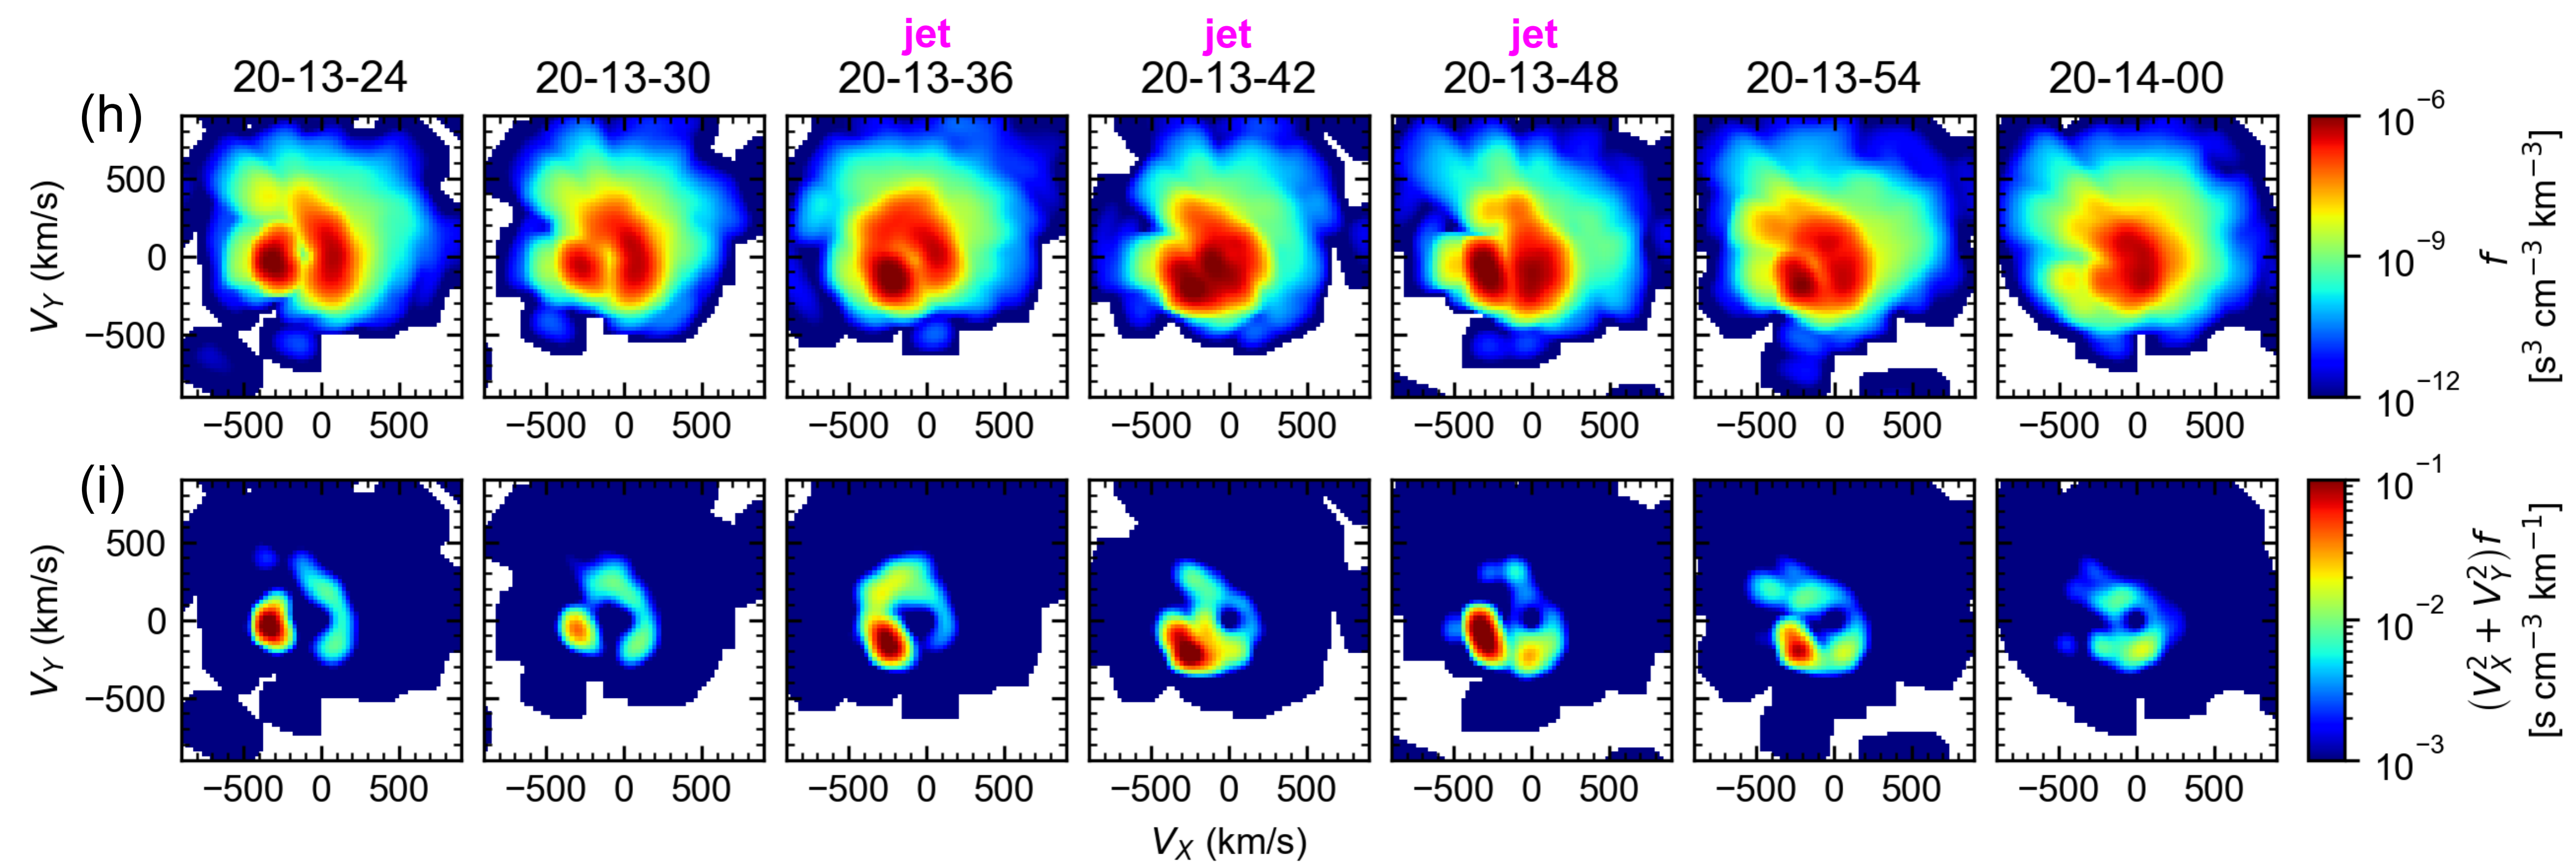 jet jet jet
20-13-24 20-13-30 20-13-36 20-13-42 20-13-48 20-13-54 20-14-00
(h)
500
0
−500
V_Y (km/s)
−500 0 500 −500 0 500 −500 0 500 −500 0 500 −500 0 500 −500 0 500 −500 0 500
10⁻⁶
10⁻⁹
10⁻¹²
f
[s³ cm⁻³ km⁻³]
(i)
500
0
−500
V_Y (km/s)
−500 0 500 −500 0 500 −500 0 500 −500 0 500 −500 0 500 −500 0 500 −500 0 500
10⁻¹
10⁻²
10⁻³
(V_X² + V_Y²)f
[s cm⁻³ km⁻¹]
V_X (km/s)